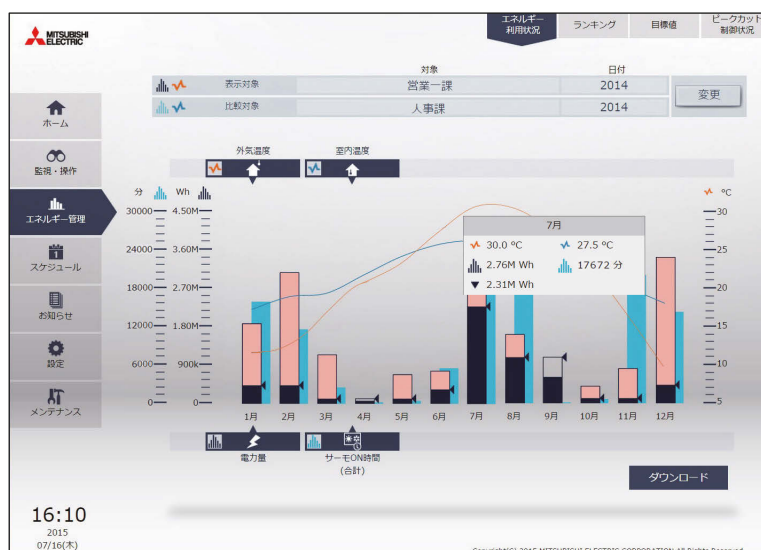 MITSUBISHI
ELECTRIC
エネルギー
利用状況
ランキング
目標値
ピークカット
制御状況
対象
日付
表示対象
営業一課
2014
変更
比較対象
人事課
2014
ホーム
監視・操作
エネルギー管理
スケジュール
お知らせ
設定
メンテナンス
外気温度
室内温度
分
Wh
°C
30000
4.50M
30
24000
3.60M
25
18000
2.70M
20
12000
1.80M
15
6000
900k
10
0
0
5
7月
30.0 °C
27.5 °C
2.76M Wh
17672 分
2.31M Wh
1月 2月 3月 4月 5月 6月 7月 8月 9月 10月 11月 12月
電力量
サーモON時間
(合計)
ダウンロード
16:10
2015
07/16(木)
Copyright(C) 2015 MITSUBISHI ELECTRIC CORPORATION All Rights Reserved